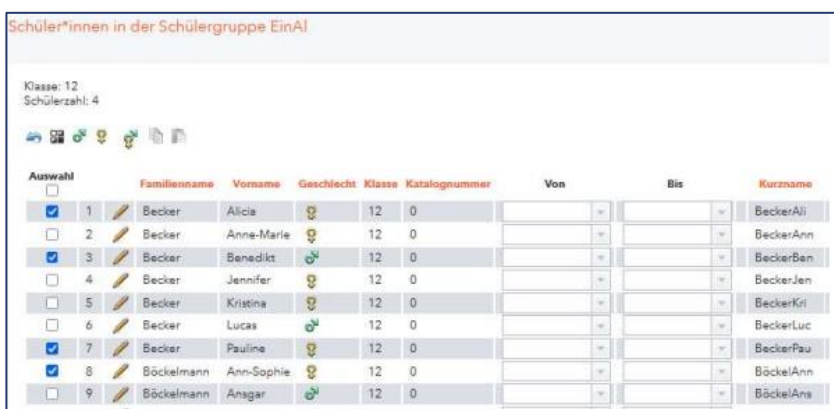 Schüler*innen in der Schülergruppe EinAl
Klasse: 12
Schülerzahl: 4
Auswahl Familienname Vorname Geschlecht Klasse Katalognummer Von Bis Kurzname
1 Becker Alicia 12 0 BeckerAli
2 Becker Anne-Marie 12 0 BeckerAnn
3 Becker Benedikt 12 0 BeckerBen
4 Becker Jennifer 12 0 BeckerJen
5 Becker Kristina 12 0 BeckerKri
6 Becker Lucas 12 0 BeckerLuc
7 Becker Pauline 12 0 BeckerPau
8 Böckelmann Ann-Sophie 12 0 BöckelAnn
9 Böckelmann Ansgar 12 0 BöckelAns